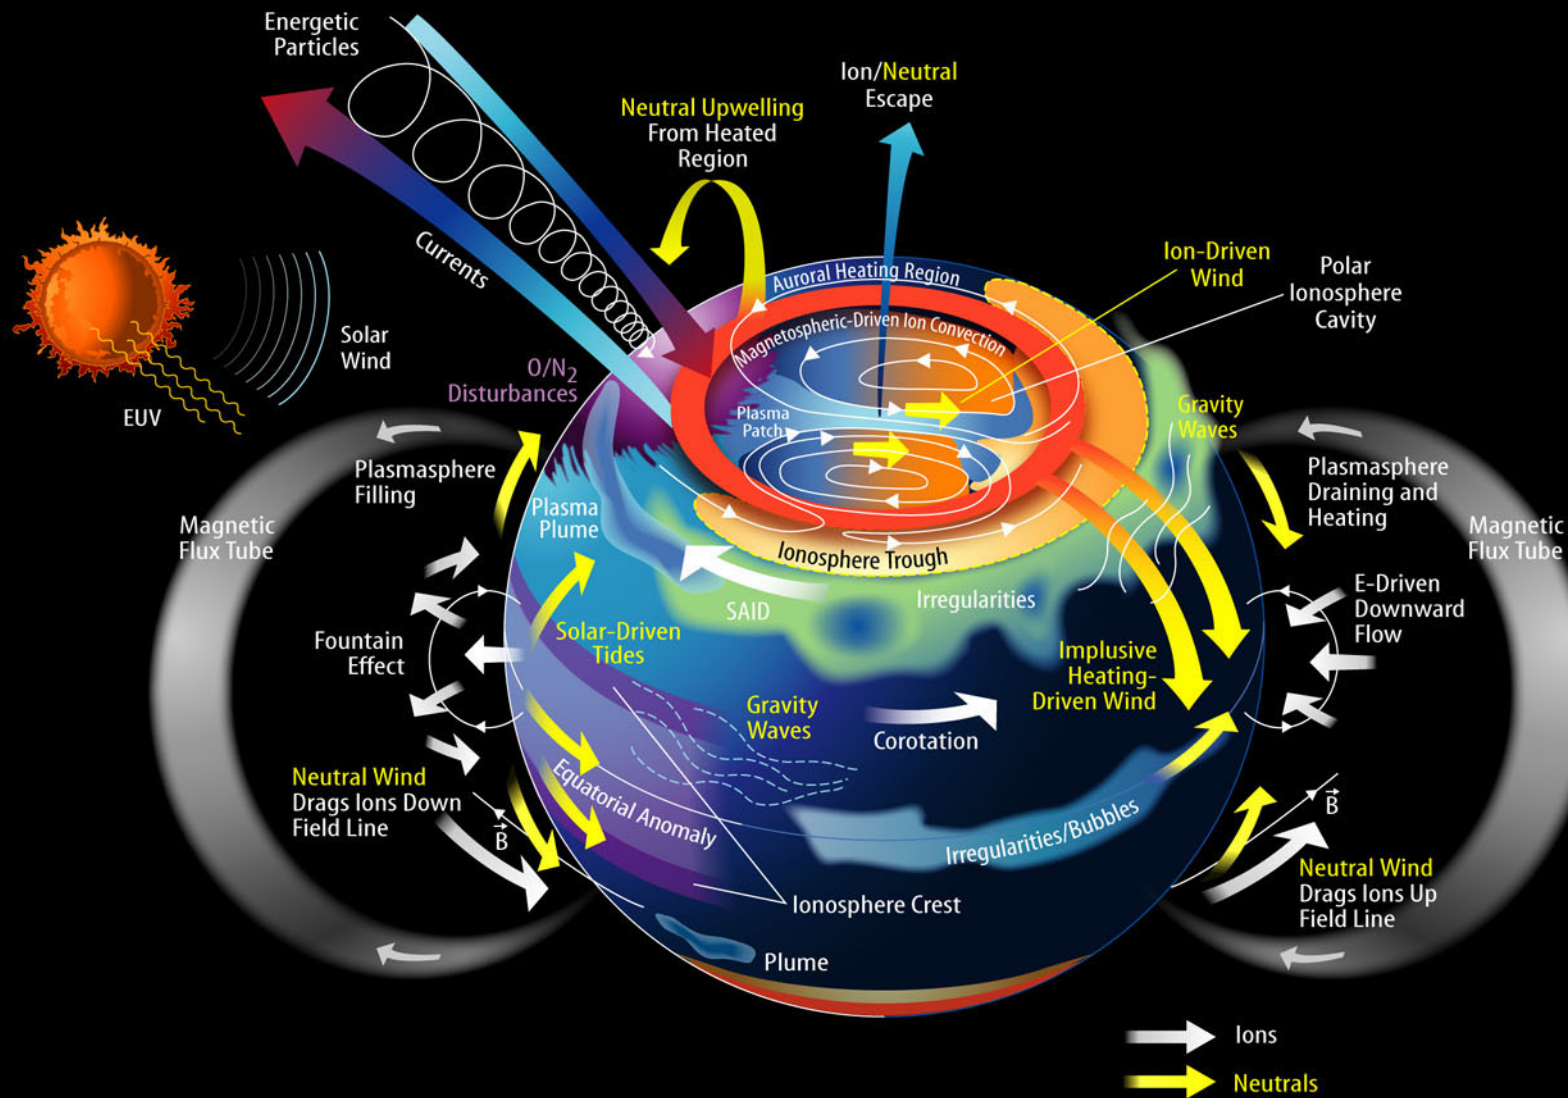 Energetic
Particles
Ion/Neutral
Escape
Neutral Upwelling
From Heated
Region
Currents
Auroral Heating Region
Ion-Driven
Wind
Polar
Ionosphere
Cavity
Solar
Wind
EUV
O/N2
Disturbances
Magnetospheric-Driven Ion Convection
Plasma
Patch
Gravity
Waves
Plasmasphere
Filling
Plasmasphere
Draining and
Heating
Magnetic
Flux Tube
Magnetic
Flux Tube
Plasma
Plume
Ionosphere Trough
SAID
Irregularities
E-Driven
Downward
Flow
Fountain
Effect
Solar-Driven
Tides
Implusive
Heating-
Driven Wind
Gravity
Waves
Corotation
Neutral Wind
Drags Ions Down
Field Line
B
Equatorial Anomaly
Irregularities/Bubbles
B
Neutral Wind
Drags Ions Up
Field Line
Ionosphere Crest
Plume
Ions
Neutrals